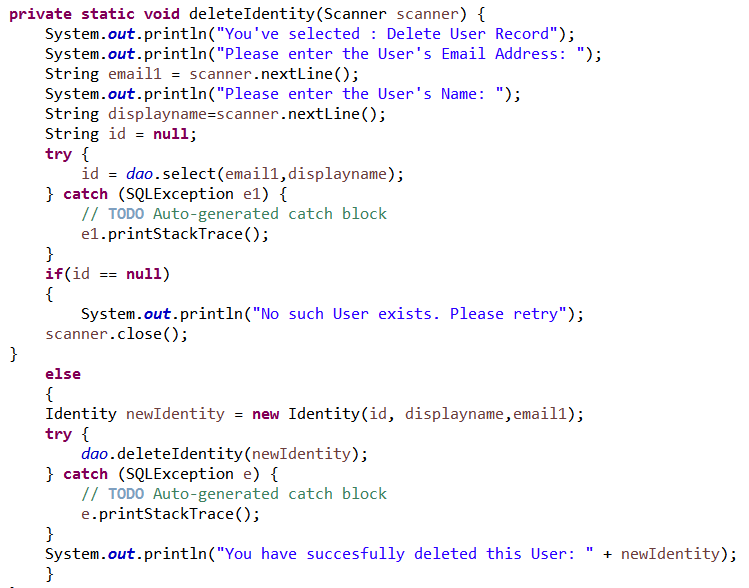 private static void deleteIdentity(Scanner scanner) {
    System.out.println("You've selected : Delete User Record");
    System.out.println("Please enter the User's Email Address: ");
    String email1 = scanner.nextLine();
    System.out.println("Please enter the User's Name: ");
    String displayname=scanner.nextLine();
    String id = null;
    try {
        id = dao.select(email1,displayname);
    } catch (SQLException e1) {
        // TODO Auto-generated catch block
        e1.printStackTrace();
    }
    if(id == null)
    {
        System.out.println("No such User exists. Please retry");
    scanner.close();
}
    else
    {
    Identity newIdentity = new Identity(id, displayname,email1);
    try {
        dao.deleteIdentity(newIdentity);
    } catch (SQLException e) {
        // TODO Auto-generated catch block
        e.printStackTrace();
    }
    System.out.println("You have succesfully deleted this User: " + newIdentity);
    }